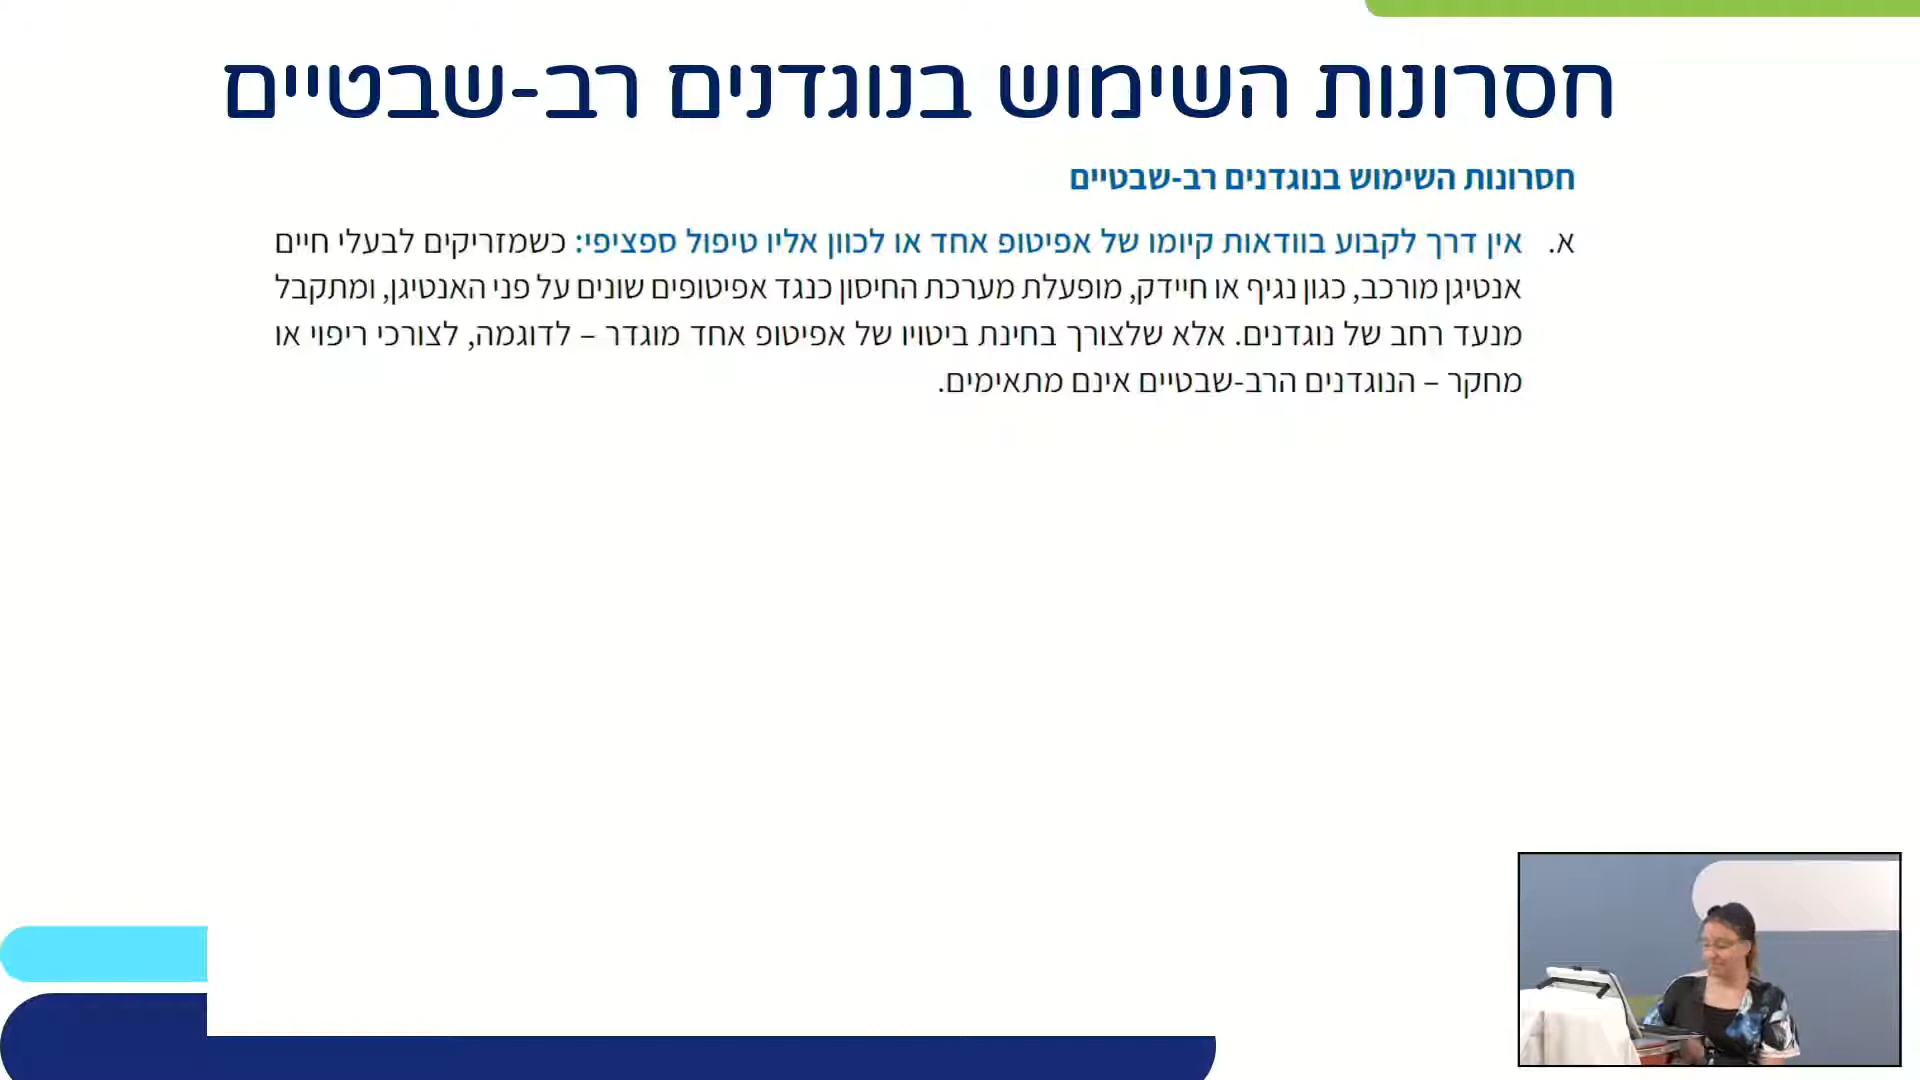 חסרונות השימוש בנוגדנים רב-שבטיים
חסרונות השימוש בנוגדנים רב-שבטיים
א. אין דרך לקבוע בוודאות קיומו של אפיטופ אחד או לכוון אליו טיפול ספציפי: כשמזריקים לבעלי חיים
אנטיגן מורכב, כגון נגיף או חיידק, מופעלת מערכת החיסון כנגד אפיטופים שונים על פני האנטיגן, ומתקבל
מנעד רחב של נוגדנים. אלא שלצורך בחינת ביטויו של אפיטופ אחד מוגדר – לדוגמה, לצורכי ריפוי או
מחקר – הנוגדנים הרב-שבטיים אינם מתאימים.